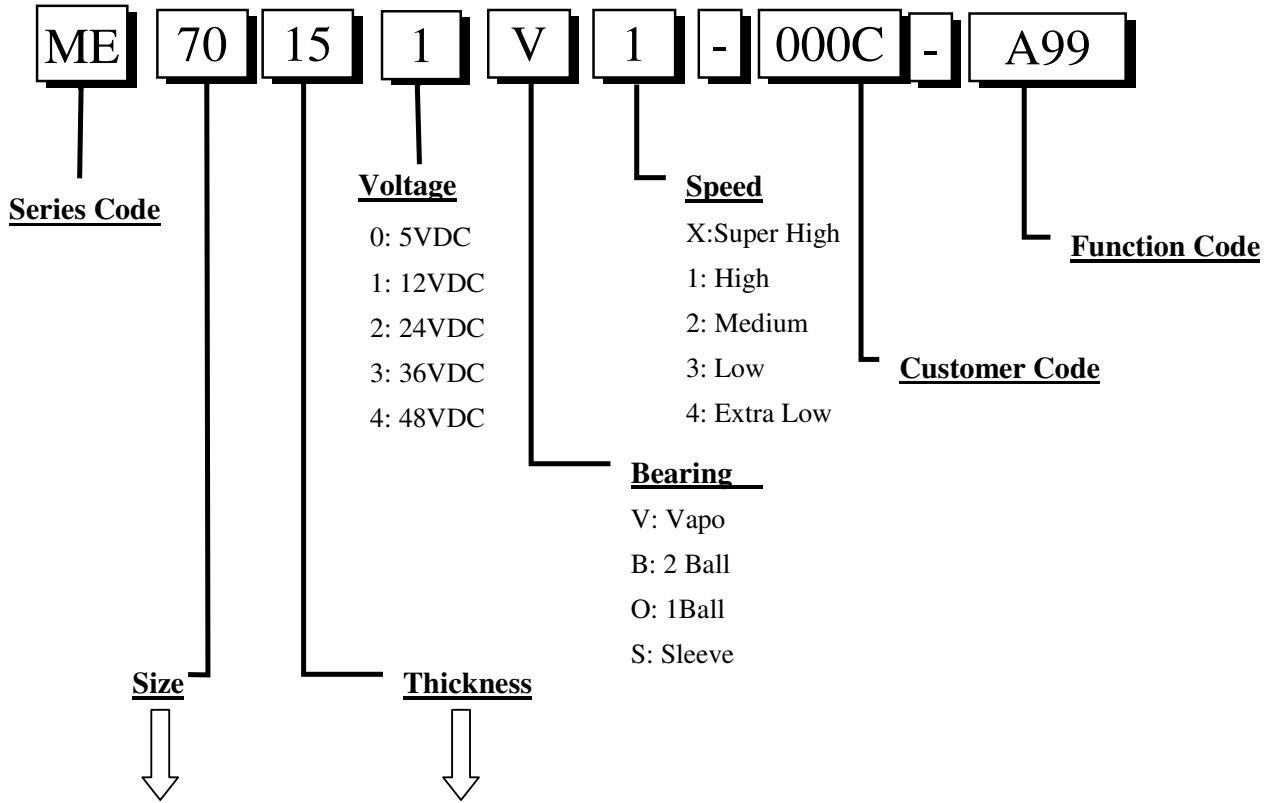 ME 70 15 1 V 1 - 000C - A99
Series Code
Voltage
0: 5VDC
1: 12VDC
2: 24VDC
3: 36VDC
4: 48VDC
Speed
X:Super High
1: High
2: Medium
3: Low
4: Extra Low
Function Code
Customer Code
Bearing
V: Vapo
B: 2 Ball
O: 1Ball
S: Sleeve
Size
Thickness